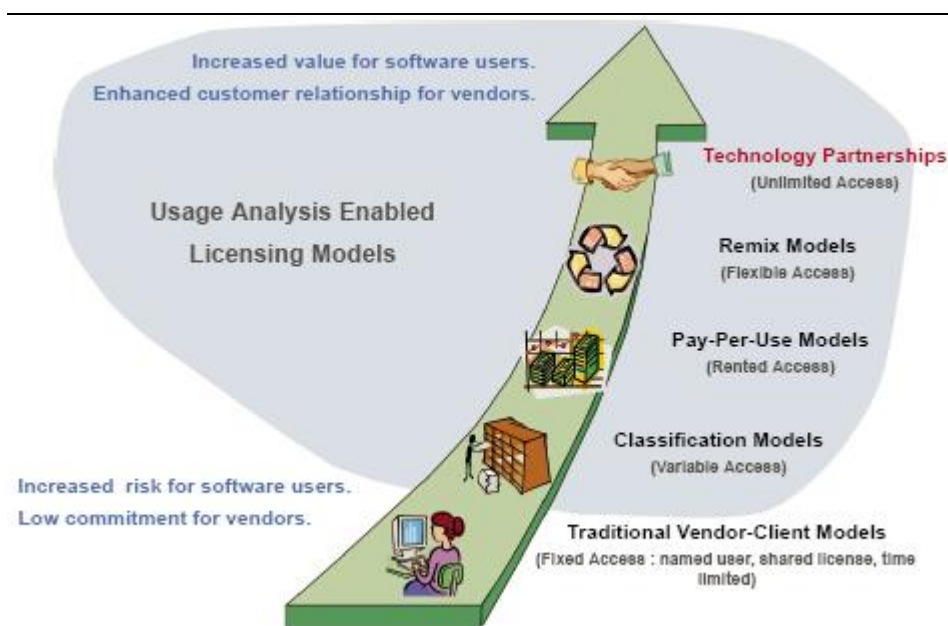 Increased value for software users.
Enhanced customer relationship for vendors.
Technology Partnerships
(Unlimited Access)
Usage Analysis Enabled
Licensing Models
Remix Models
(Flexible Access)
Pay-Per-Use Models
(Rented Access)
Classification Models
(Variable Access)
Increased risk for software users.
Low commitment for vendors.
Traditional Vendor-Client Models
(Fixed Access : named user, shared license, time
limited)